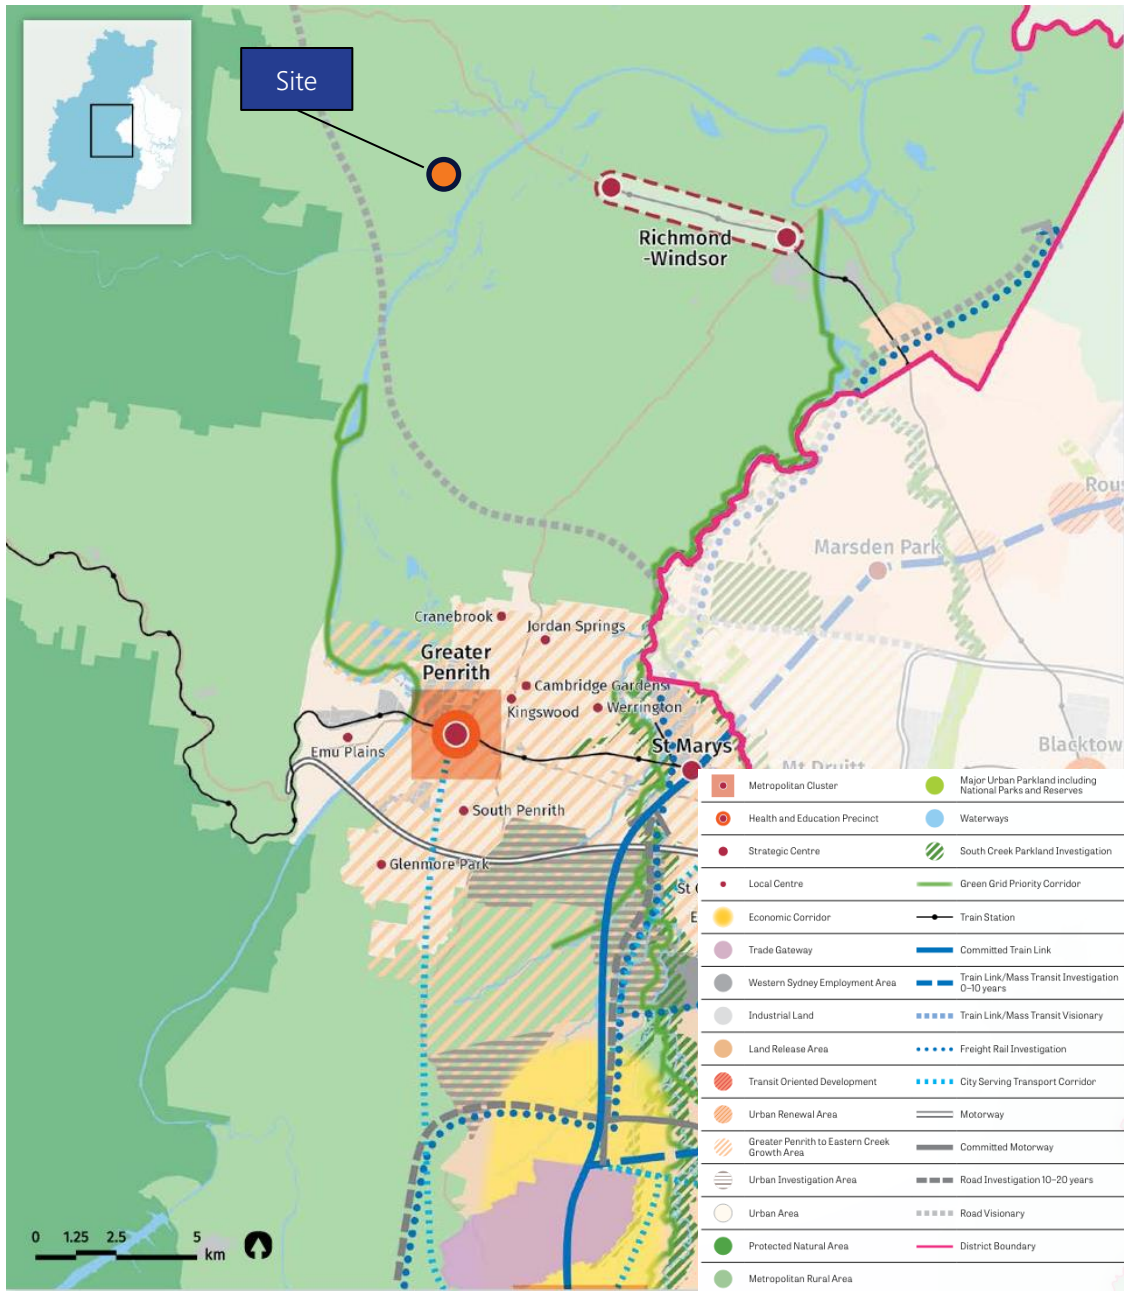 Site
Richmond
-Windsor
Marsden Park
Cranebrook
Jordan Springs
Greater
Penrith
Cambridge Gardens
Kingswood
Werrington
Emu Plains
St Marys
Blacktow
Mt Druitt
South Penrith
Glenmore Park
Rous
St
E
0 1.25 2.5 5
km
Metropolitan Cluster
Health and Education Precinct
Strategic Centre
Local Centre
Economic Corridor
Trade Gateway
Western Sydney Employment Area
Industrial Land
Land Release Area
Transit Oriented Development
Urban Renewal Area
Greater Penrith to Eastern Creek
Growth Area
Urban Investigation Area
Urban Area
Protected Natural Area
Metropolitan Rural Area
Major Urban Parkland including
National Parks and Reserves
Waterways
South Creek Parkland Investigation
Green Grid Priority Corridor
Train Station
Committed Train Link
Train Link/Mass Transit Investigation
0–10 years
Train Link/Mass Transit Visionary
Freight Rail Investigation
City Serving Transport Corridor
Motorway
Committed Motorway
Road Investigation 10–20 years
Road Visionary
District Boundary